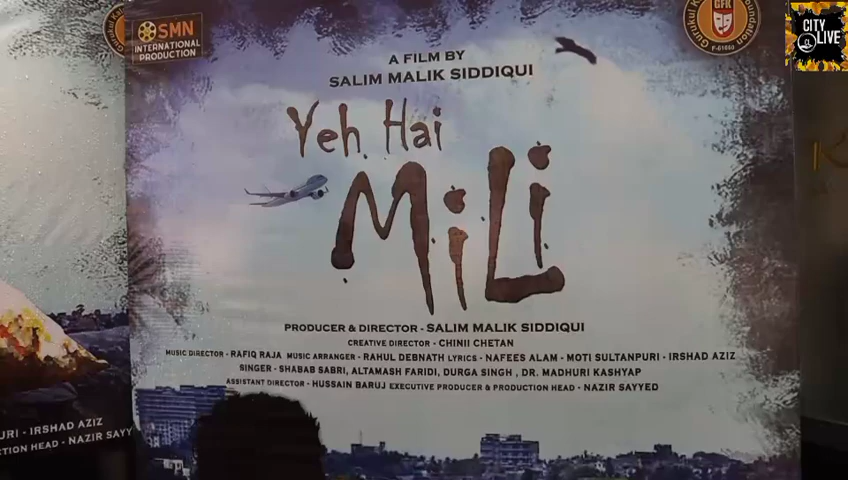 SMN
INTERNATIONAL
PRODUCTION
GFK
F-61660
CITY
LIVE
A FILM BY
SALIM MALIK SIDDIQUI
Yeh Hai
MiLi
PRODUCER & DIRECTOR - SALIM MALIK SIDDIQUI
CREATIVE DIRECTOR - CHINII CHETAN
MUSIC DIRECTOR - RAFIQ RAJA MUSIC ARRANGER - RAHUL DEBNATH LYRICS - NAFEES ALAM - MOTI SULTANPURI - IRSHAD AZIZ
SINGER - SHABAB SABRI, ALTAMASH FARIDI, DURGA SINGH , DR. MADHURI KASHYAP
ASSISTANT DIRECTOR - HUSSAIN BARUJ EXECUTIVE PRODUCER & PRODUCTION HEAD - NAZIR SAYYED
URI - IRSHAD AZIZ
CTION HEAD - NAZIR SAYY
SMN